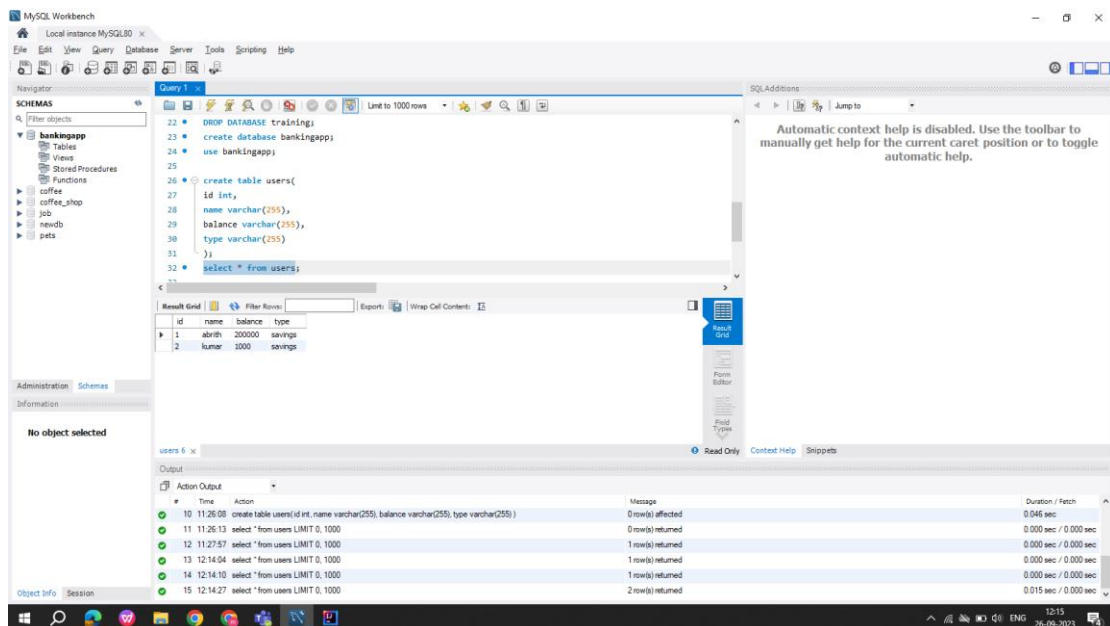 MySQL Workbench
Local instance MySQL80 ×
File Edit View Query Database Server Tools Scripting Help
Navigator
SCHEMAS
Filter objects
bankingapp
Tables
Views
Stored Procedures
Functions
coffee
coffee_shop
job
newdb
pets
Administration Schemas
Information
No object selected
Object Info Session
Query 1 ×
Limit to 1000 rows
22 DROP DATABASE training;
23 create database bankingapp;
24 use bankingapp;
25
26 create table users(
27 id int,
28 name varchar(255),
29 balance varchar(255),
30 type varchar(255)
31 );
32 select * from users;
Result Grid Filter Rows: Export: Wrap Cell Content:
id name balance type
1 abrith 200000 savings
2 kumar 1000 savings
Result Grid
Form Editor
Field Types
users 6 ×
Read Only
SQLAdditions
Jump to
Automatic context help is disabled. Use the toolbar to
manually get help for the current caret position or to toggle
automatic help.
Context Help Snippets
Output
Action Output
# Time Action Message Duration / Fetch
10 11:26:08 create table users( id int, name varchar(255), balance varchar(255), type varchar(255) ) 0 row(s) affected 0.046 sec
11 11:26:13 select * from users LIMIT 0, 1000 0 row(s) returned 0.000 sec / 0.000 sec
12 11:27:57 select * from users LIMIT 0, 1000 1 row(s) returned 0.000 sec / 0.000 sec
13 12:14:04 select * from users LIMIT 0, 1000 1 row(s) returned 0.000 sec / 0.000 sec
14 12:14:10 select * from users LIMIT 0, 1000 1 row(s) returned 0.000 sec / 0.000 sec
15 12:14:27 select * from users LIMIT 0, 1000 2 row(s) returned 0.015 sec / 0.000 sec
ENG
12:15
26-09-2023